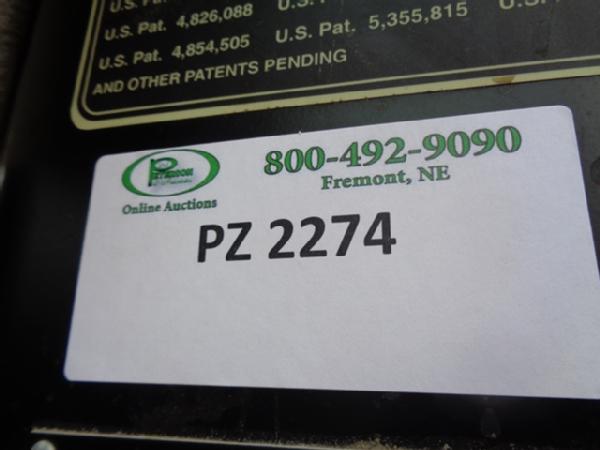 U.S. Pat. 4,826,088 U.S.
U.S. Pat. 4,854,505 U.S. Pat. 5,355,815 U.S.
AND OTHER PATENTS PENDING
PETERSON
Online Auctions
800-492-9090
Fremont, NE
PZ 2274